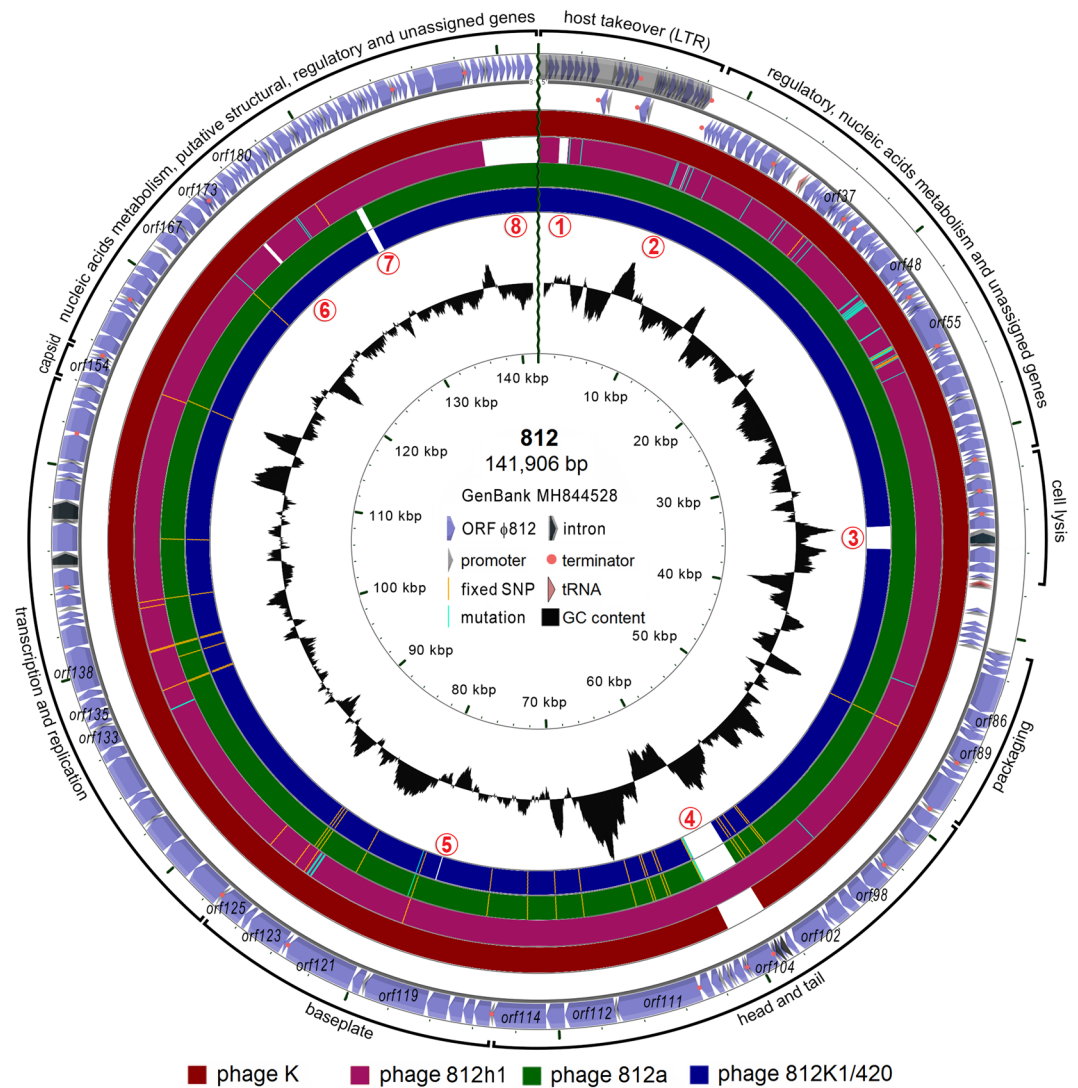 nucleic acids metabolism, putative structural, regulatory and unassigned genes
host takeover (LTR)
regulatory, nucleic acids metabolism and unassigned genes
cell lysis
packaging
head and tail
baseplate
transcription and replication
capsid
orf37
orf48
orf55
orf86
orf89
orf98
orf102
orf104
orf111
orf112
orf114
orf119
orf121
orf123
orf125
orf133
orf135
orf138
orf154
orf167
orf173
orf180
①
②
③
④
⑤
⑥
⑦
⑧
10 kbp
20 kbp
30 kbp
40 kbp
50 kbp
60 kbp
70 kbp
80 kbp
90 kbp
100 kbp
110 kbp
120 kbp
130 kbp
140 kbp
812
141,906 bp
GenBank MH844528
ORF ϕ812
intron
promoter
terminator
fixed SNP
tRNA
mutation
GC content
phage K
phage 812h1
phage 812a
phage 812K1/420